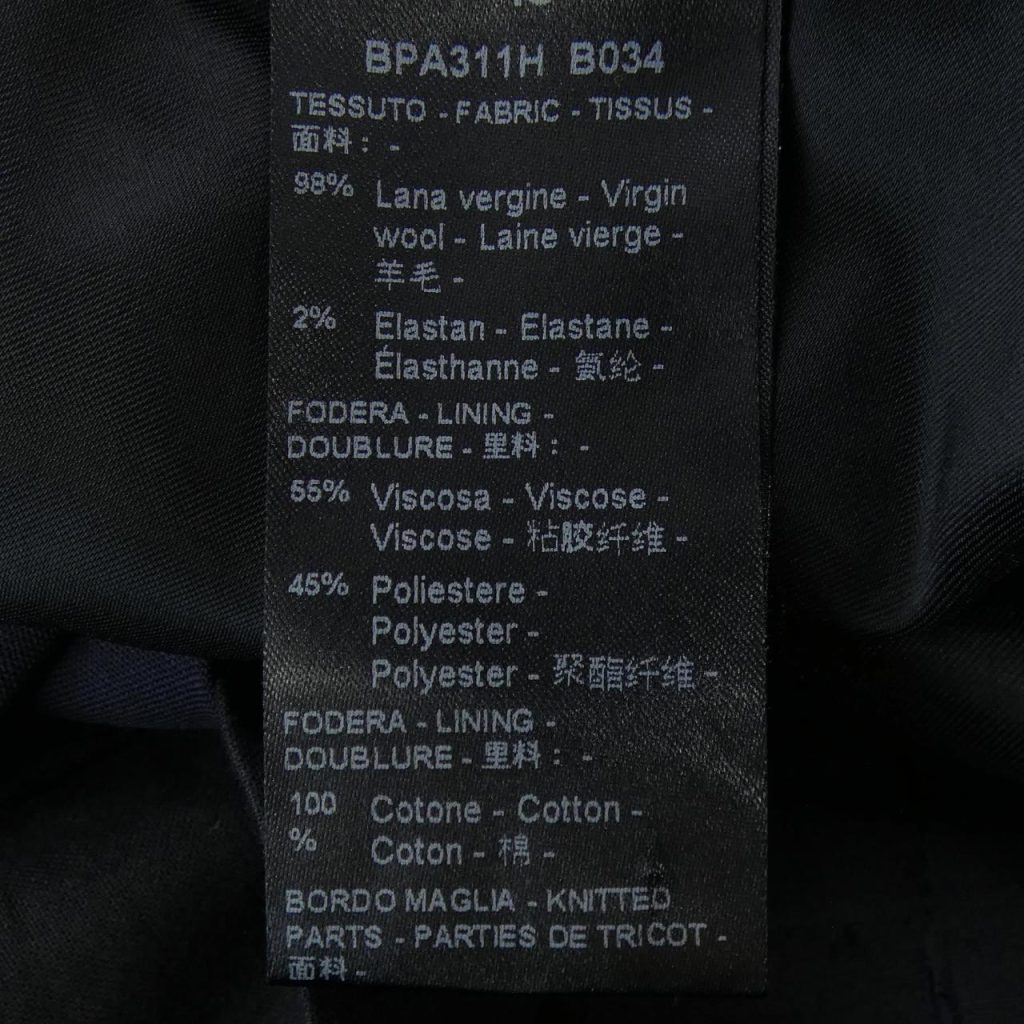 BPA311H B034
TESSUTO - FABRIC - TISSUS -
面料： -
98% Lana vergine - Virgin
wool - Laine vierge -
羊毛 -
2% Elastan - Elastane -
Élasthanne - 氨纶 -
FODERA - LINING -
DOUBLURE - 里料： -
55% Viscosa - Viscose -
Viscose - 粘胶纤维 -
45% Poliestere -
Polyester -
Polyester - 聚酯纤维 -
FODERA - LINING -
DOUBLURE - 里料： -
100 Cotone - Cotton -
% Coton - 棉 -
BORDO MAGLIA - KNITTED
PARTS - PARTIES DE TRICOT -
面料 -